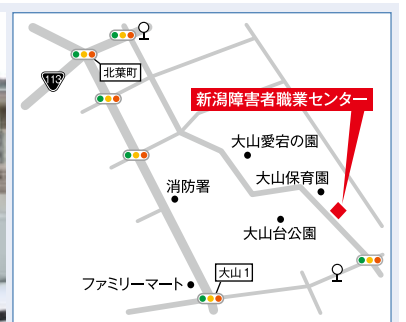 113
北葉町
新潟障害者職業センター
大山愛宕の園
大山保育園
消防署
大山台公園
大山1
ファミリーマート